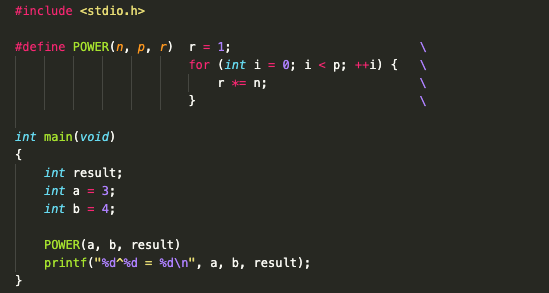 #include <stdio.h>
#define POWER(n, p, r)  r = 1;                          \
                        for (int i = 0; i < p; ++i) {   \
                            r *= n;                     \
                        }                               \
int main(void)
{
    int result;
    int a = 3;
    int b = 4;
    POWER(a, b, result)
    printf("%d^%d = %d\n", a, b, result);
}